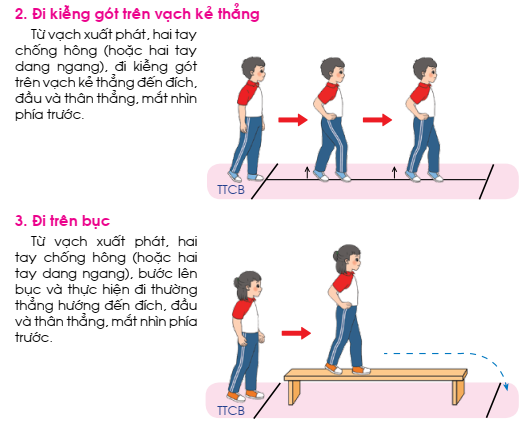 2. Đi kiễng gót trên vạch kẻ thẳng
Từ vạch xuất phát, hai tay
chống hông (hoặc hai tay
dang ngang), đi kiễng gót
trên vạch kẻ thẳng đến đích,
đầu và thân thẳng, mắt nhìn
phía trước.
TTCB
3. Đi trên bục
Từ vạch xuất phát, hai
tay chống hông (hoặc hai
tay dang ngang), bước lên
bục và thực hiện đi thường
thẳng hướng đến đích, đầu
và thân thẳng, mắt nhìn phía
trước.
TTCB